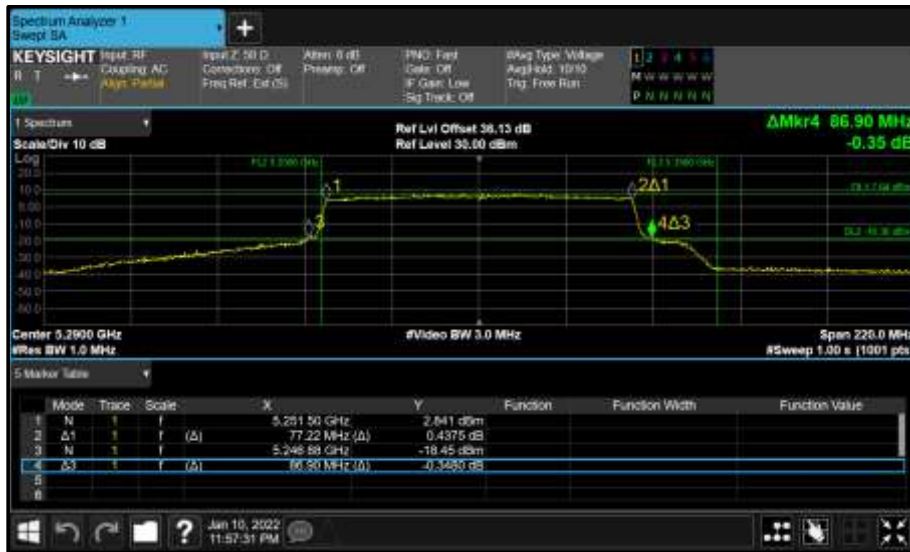 Spectrum Analyzer 1
Swept SA
KEYSIGHT Input: RF Input Z: 50 Ω Atten: 6 dB PNO: Fast #Avg Type: Voltage 1 2 3 4 5 6
R T Coupling: AC Corrections: Off Preamp: Off Gate: Off Avg|Hold: 10/10 M W W W W W
Align: Partial Freq Ref: Ext (S) IF Gain: Low Trig: Free Run
Sig Track: Off P N N N N N
1 Spectrum
Ref Lvl Offset 36.13 dB ΔMkr4 86.90 MHz
Scale/Div 10 dB Ref Level 30.00 dBm -0.35 dB
Log
20.0
10.0 1 2Δ1
0.00
-10.0 3 4Δ3
-20.0
-30.0
-40.0
-50.0
-60.0
Center 5.2900 GHz #Video BW 3.0 MHz Span 220.0 MHz
#Res BW 1.0 MHz #Sweep 1.00 s (1001 pts
5 Marker Table
Mode Trace Scale X Y Function Function Width Function Value
1 N 1 f 5.251 50 GHz 2.841 dBm
2 Δ1 1 f (Δ) 77.22 MHz (Δ) 0.4375 dB
3 N 1 f 5.246 88 GHz -18.45 dBm
4 Δ3 1 f (Δ) 86.90 MHz (Δ) -0.3480 dB
5
6
? Jan 10, 2022
11:57:31 PM